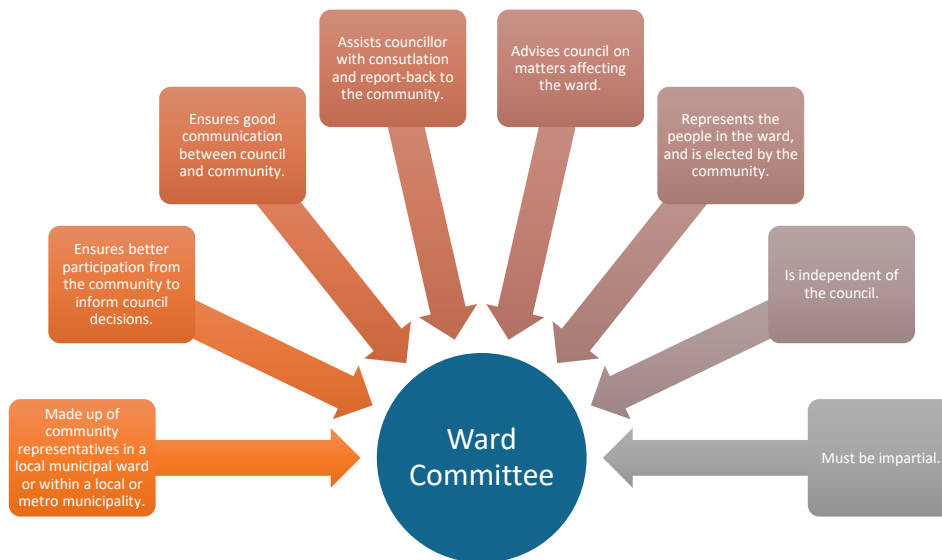 Made up of
community
representatives in a
local municipal ward
or within a local or
metro municipality.
Ensures better
participation from
the community to
inform council
decisions.
Ensures good
communication
between council
and community.
Assists councillor
with consutlation
and report-back to
the community.
Advises council on
matters affecting
the ward.
Represents the
people in the ward,
and is elected by the
community.
Is independent of
the council.
Must be impartial.
Ward
Committee